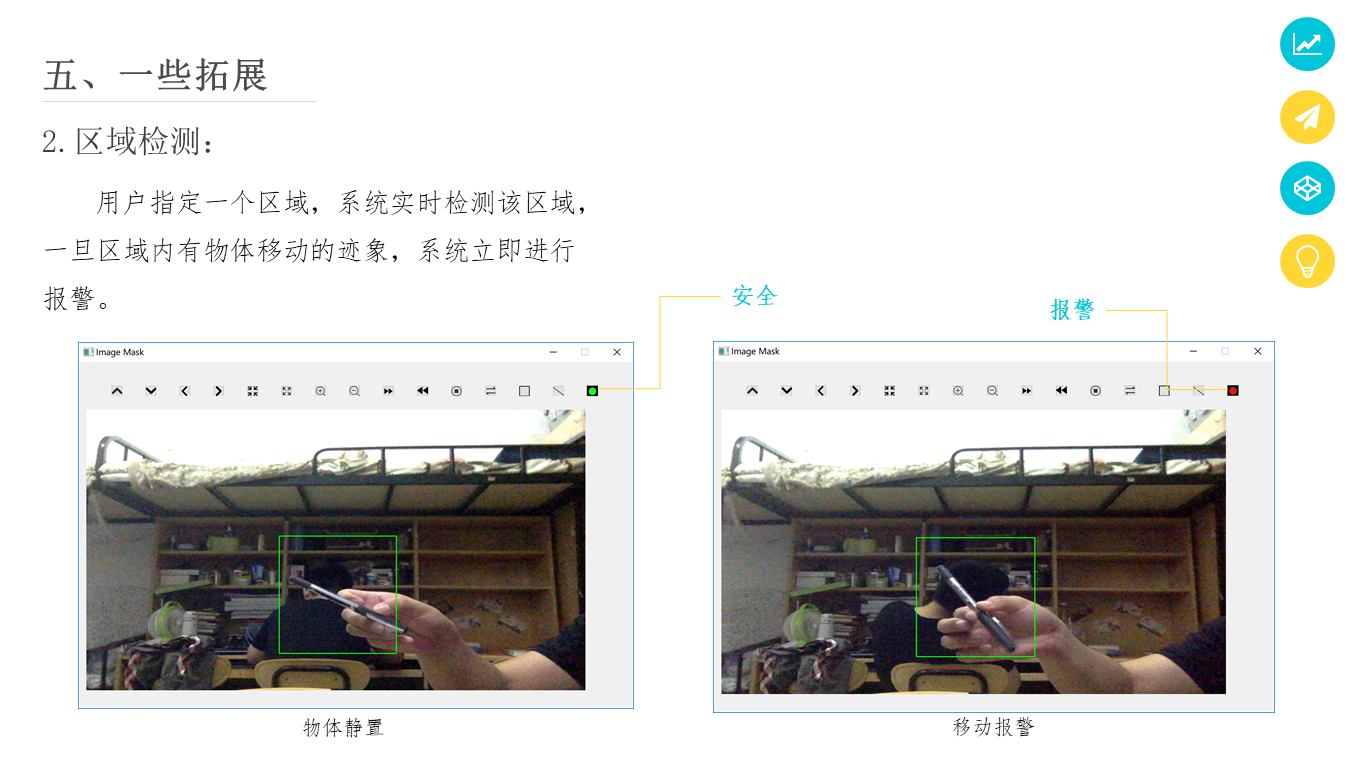 五、一些拓展
2.区域检测：
用户指定一个区域，系统实时检测该区域，
一旦区域内有物体移动的迹象，系统立即进行
报警。
安全
报警
Image Mask
Image Mask
物体静置
移动报警